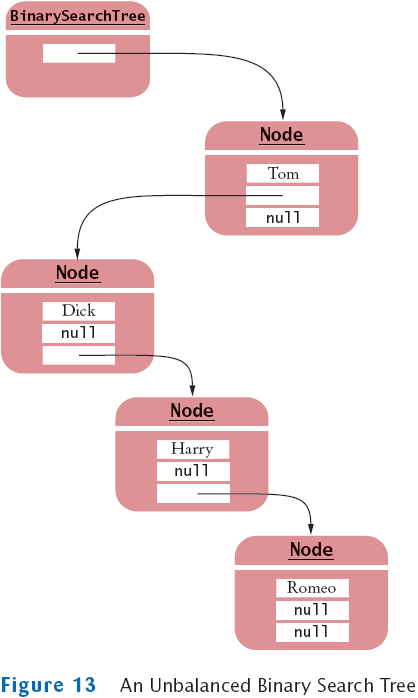 BinarySearchTree
Node
Tom
null
Node
Dick
null
Node
Harry
null
Node
Romeo
null
null
Figure 13 An Unbalanced Binary Search Tree